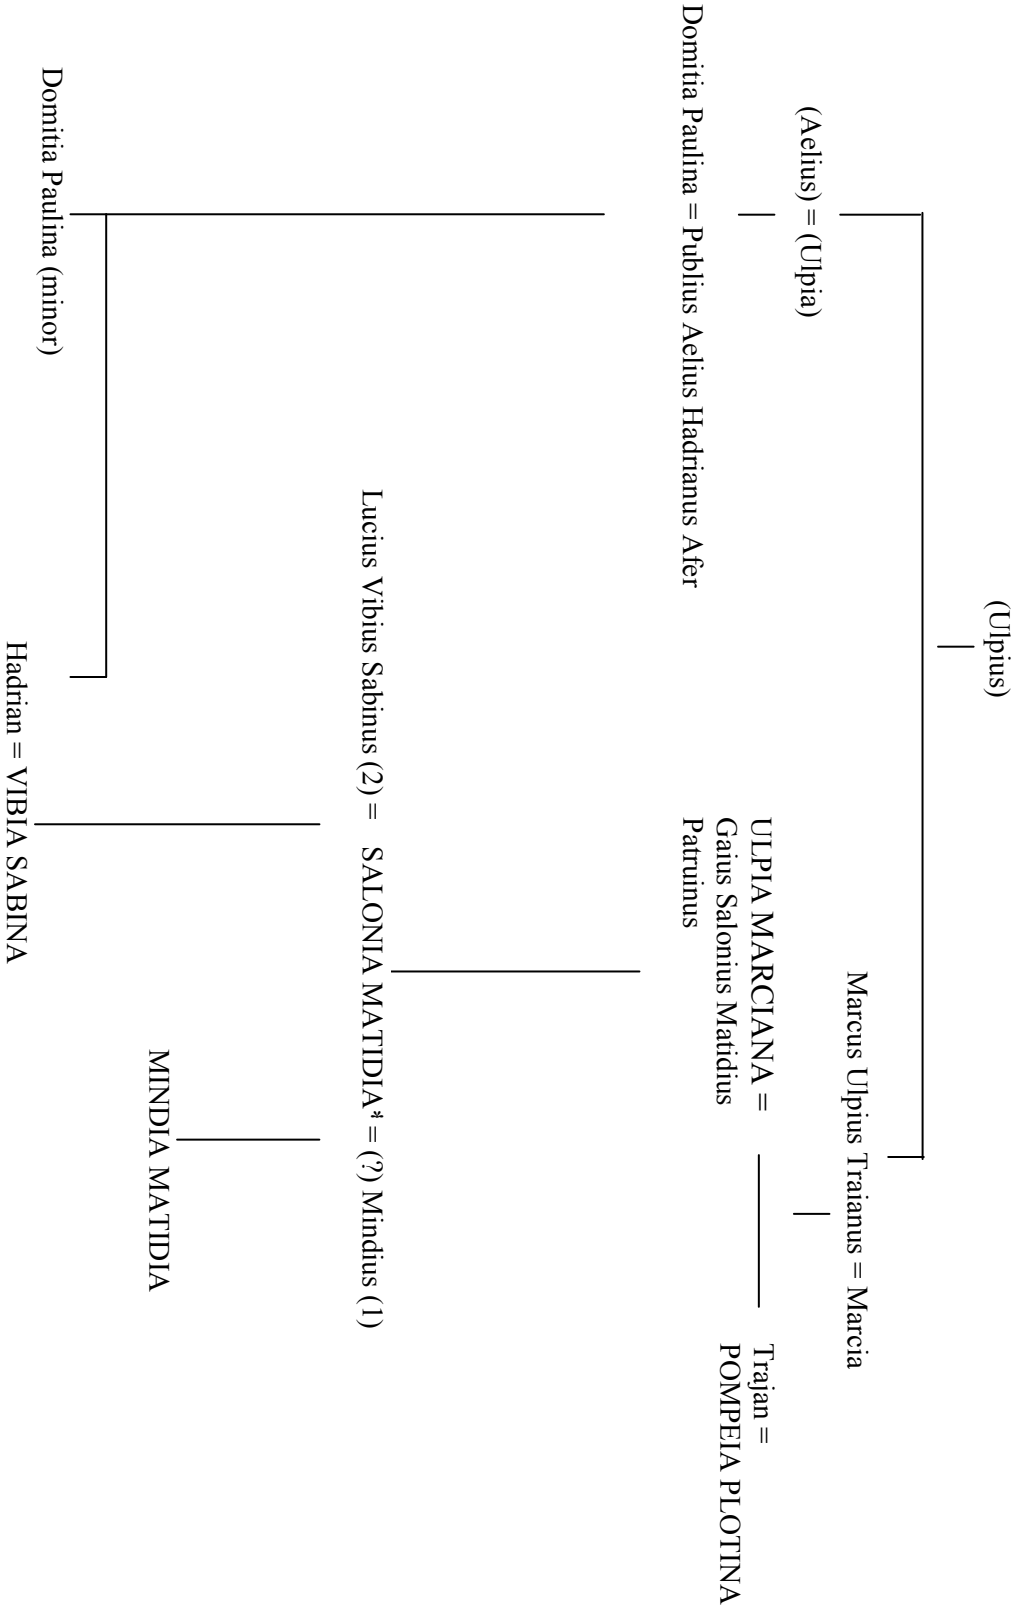 (Ulpius)
(Aelius) = (Ulpia)
Marcus Ulpius Traianus = Marcia
Domitia Paulina = Publius Aelius Hadrianus Afer
ULPIA MARCIANA =
Gaius Salonius Matidius
Patruinus
Trajan =
POMPEIA PLOTINA
Lucius Vibius Sabinus (2) = SALONIA MATIDIA* = (?) Mindius (1)
MINDIA MATIDIA
Domitia Paulina (minor)
Hadrian = VIBIA SABINA